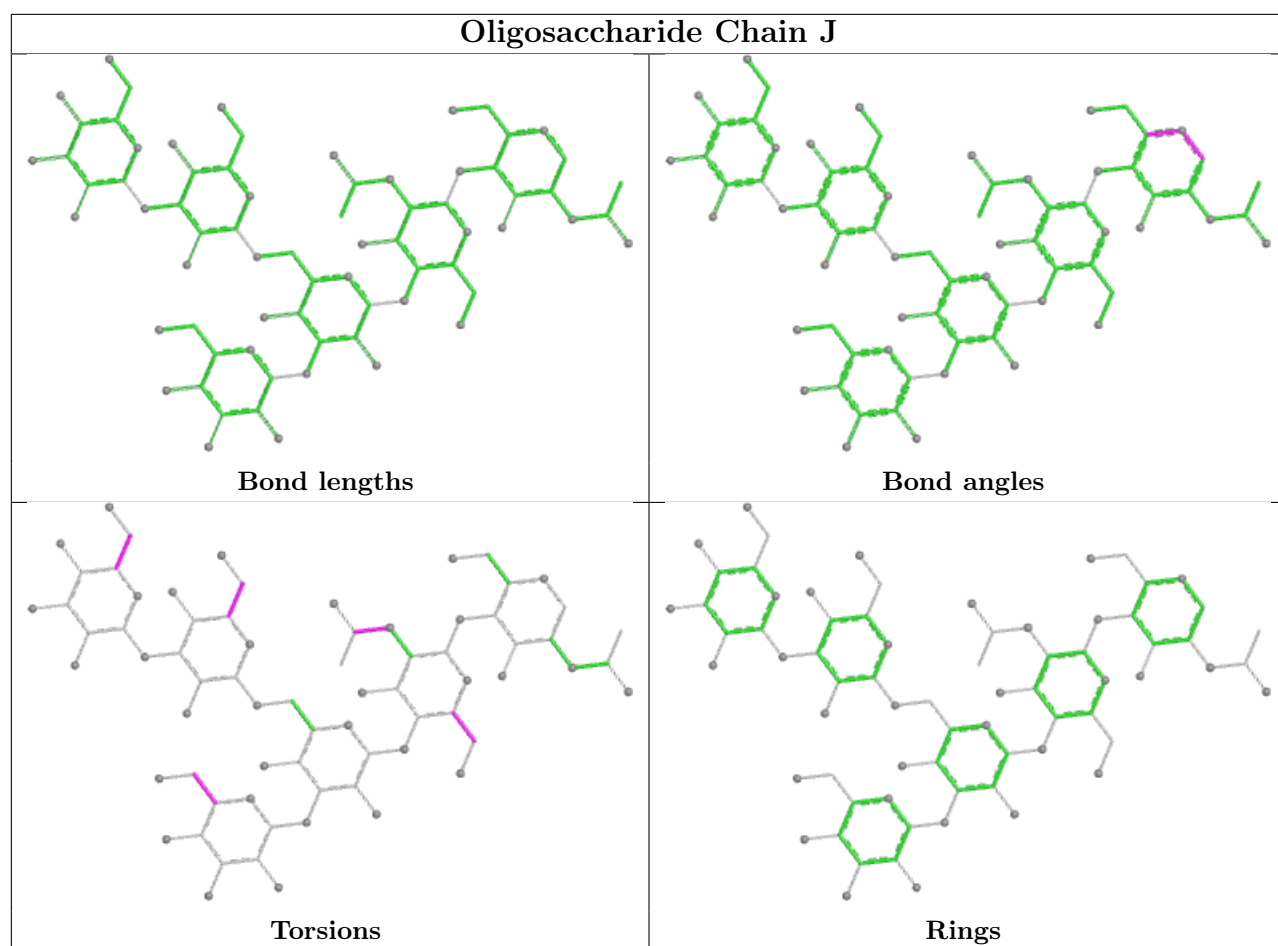 Oligosaccharide Chain J
Bond lengths
Bond angles
Torsions
Rings